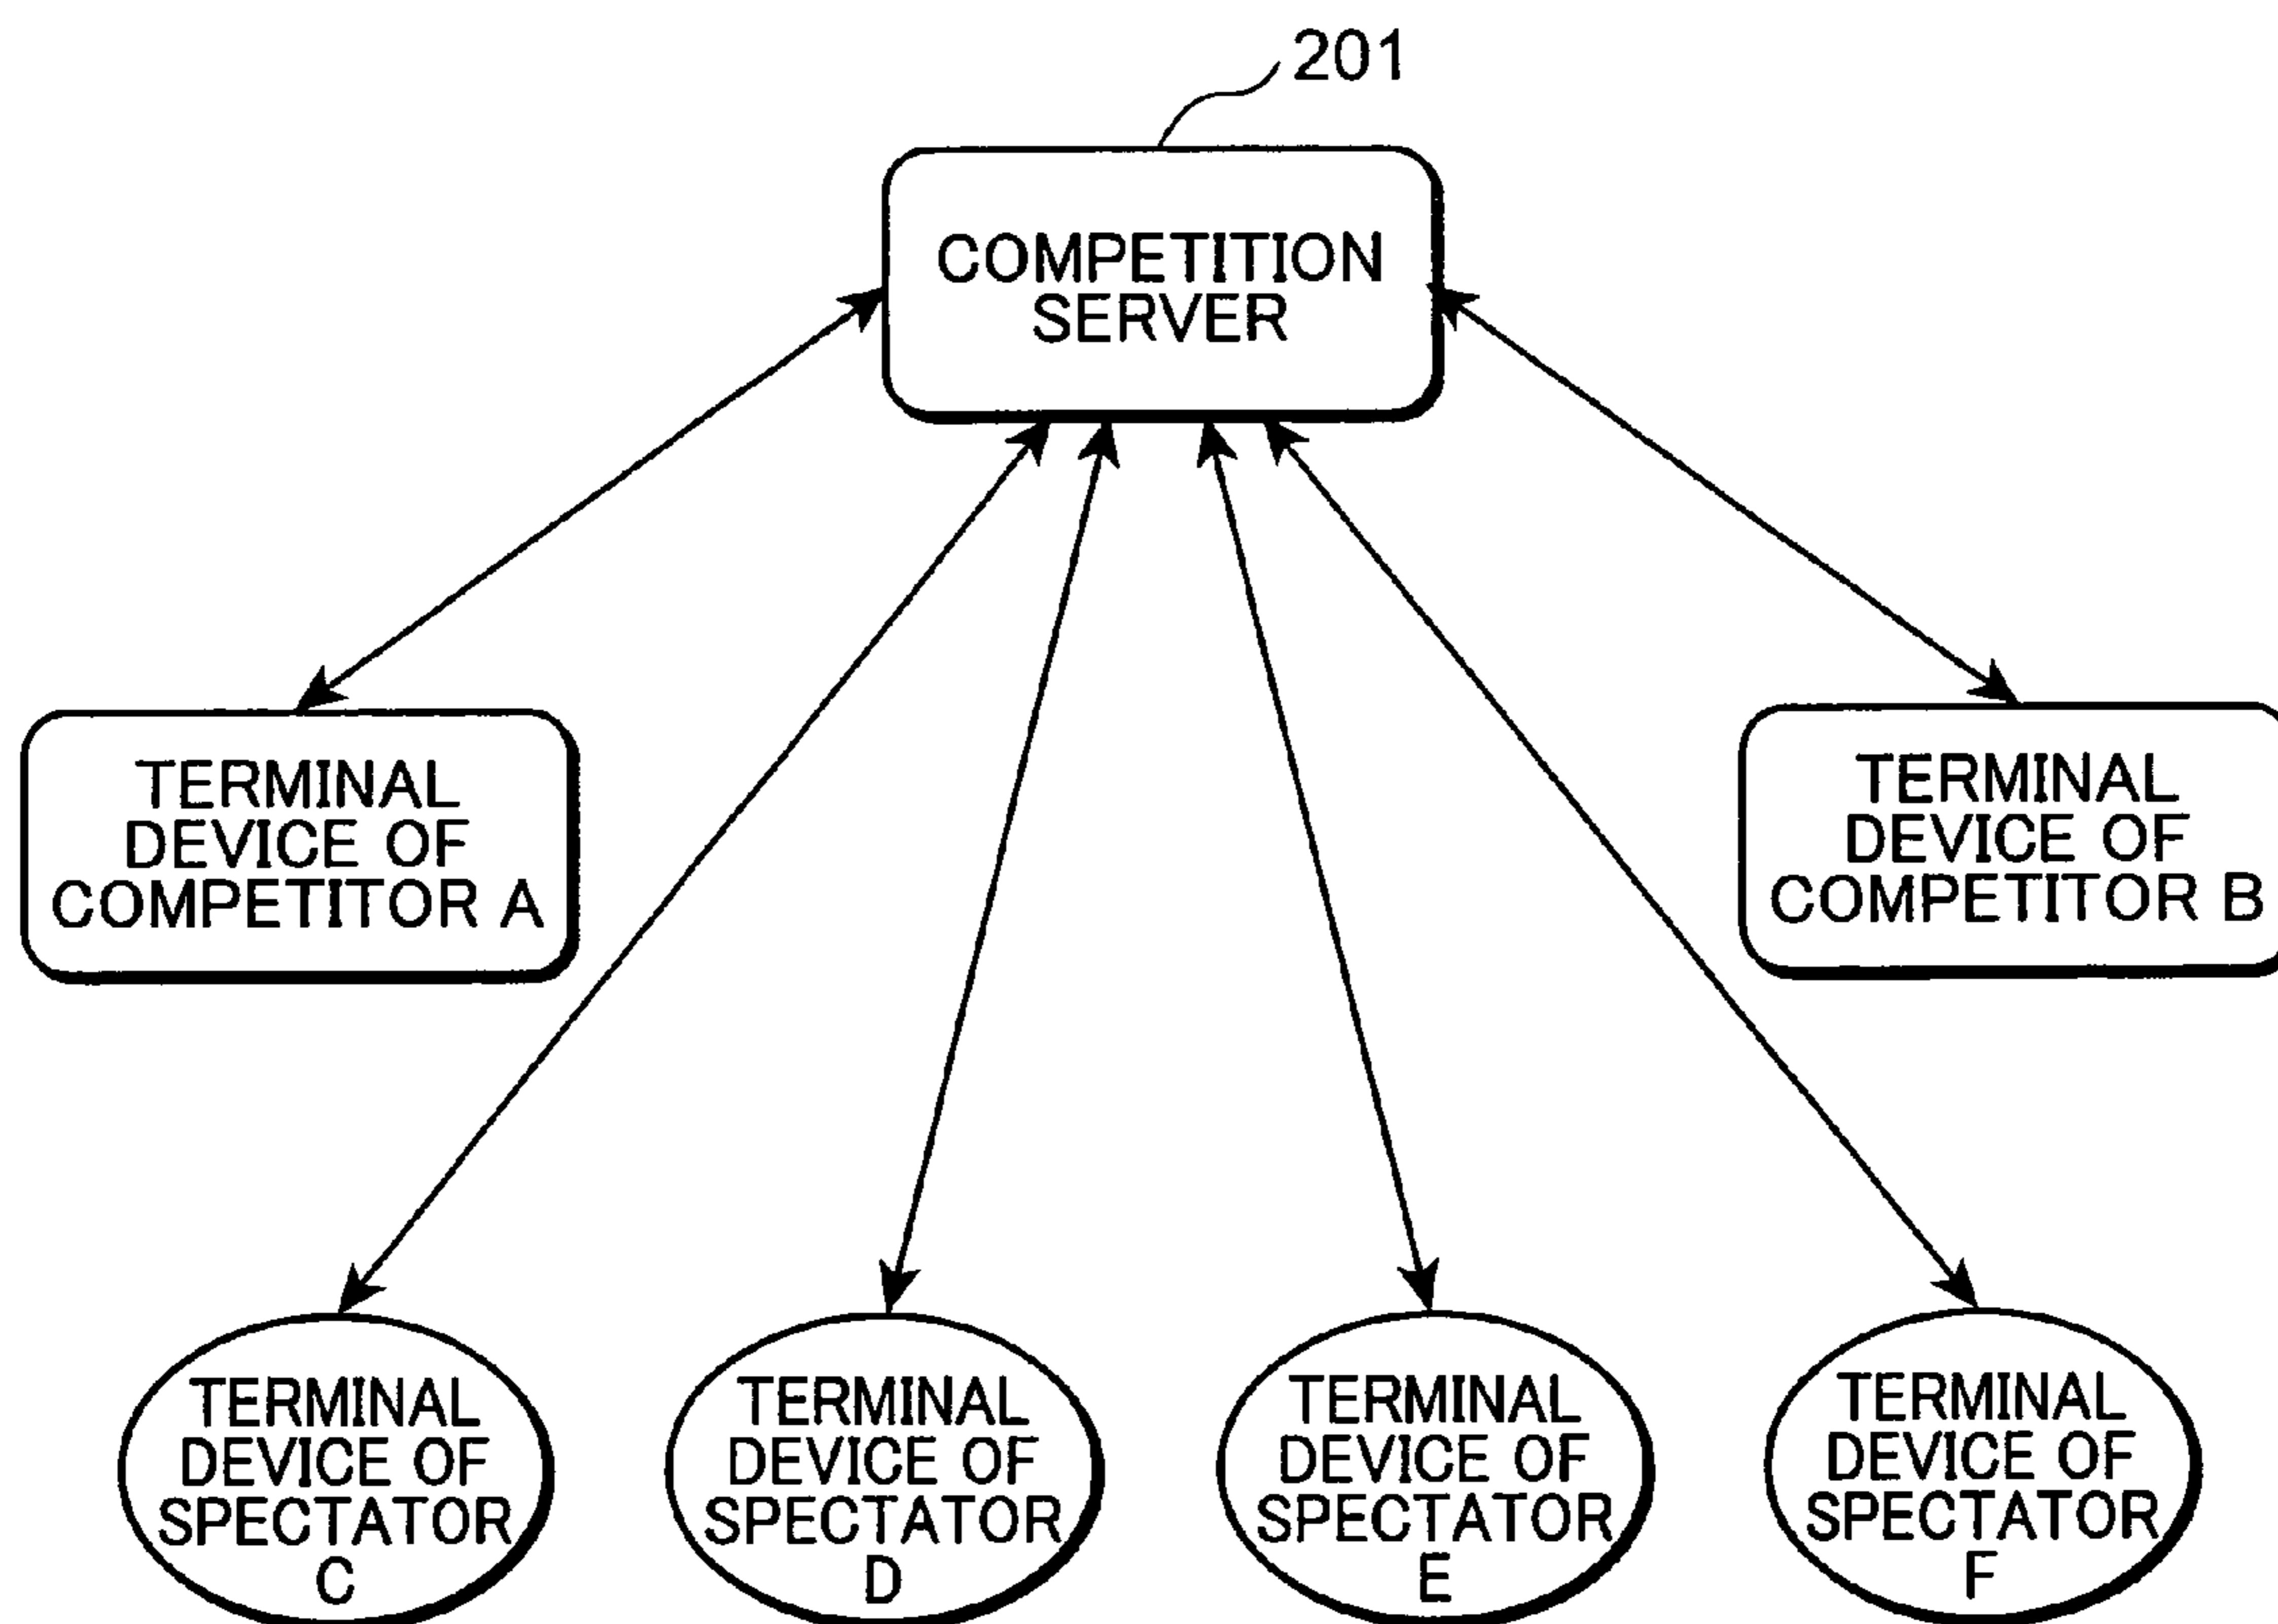 201
COMPETITION
SERVER
TERMINAL
DEVICE OF
COMPETITOR A
TERMINAL
DEVICE OF
COMPETITOR B
TERMINAL
DEVICE OF
SPECTATOR
C
TERMINAL
DEVICE OF
SPECTATOR
D
TERMINAL
DEVICE OF
SPECTATOR
E
TERMINAL
DEVICE OF
SPECTATOR
F